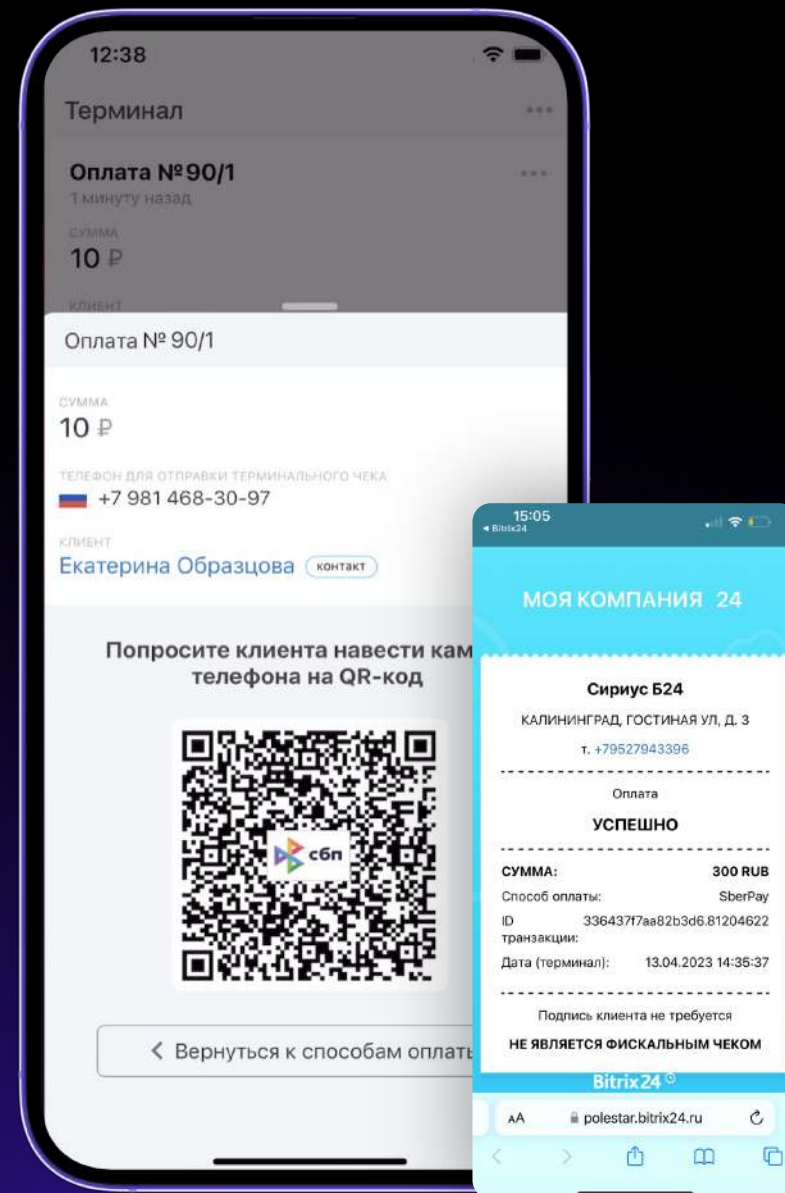 12:38
Терминал
Оплата №90/1
1 минуту назад
СУММА
10 ₽
КЛИЕНТ
Оплата № 90/1
СУММА
10 ₽
ТЕЛЕФОН ДЛЯ ОТПРАВКИ ТЕРМИНАЛЬНОГО ЧЕКА
+7 981 468-30-97
КЛИЕНТ
Екатерина Образцова контакт
Попросите клиента навести кам
телефона на QR-код
сбп
Вернуться к способам оплаты
15:05
Bitrix24
МОЯ КОМПАНИЯ 24
Сириус Б24
КАЛИНИНГРАД, ГОСТИНАЯ УЛ, Д. 3
т. +79527943396
Оплата
УСПЕШНО
СУММА: 300 RUB
Способ оплаты: SberPay
ID 336437f7aa82b3d6.81204622
транзакции:
Дата (терминал): 13.04.2023 14:35:37
Подпись клиента не требуется
НЕ ЯВЛЯЕТСЯ ФИСКАЛЬНЫМ ЧЕКОМ
Bitrix24
AA polestar.bitrix24.ru